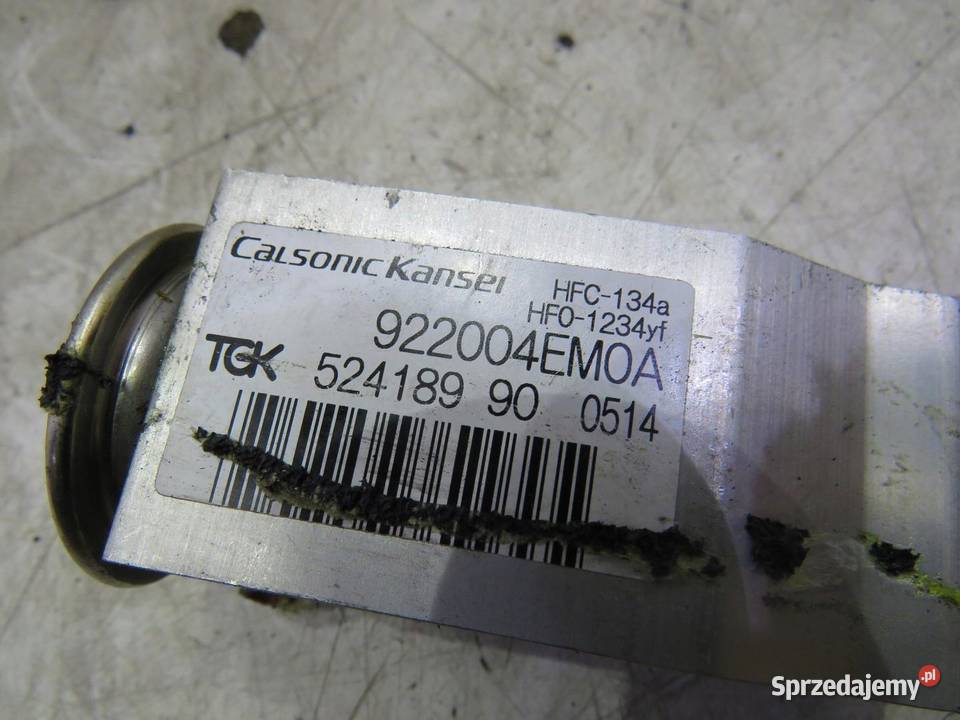 CALSONIC KANSEI
HFC-134a
HFO-1234yf
922004EM0A
TGK 524189 90 0514
Sprzedajemy.pl